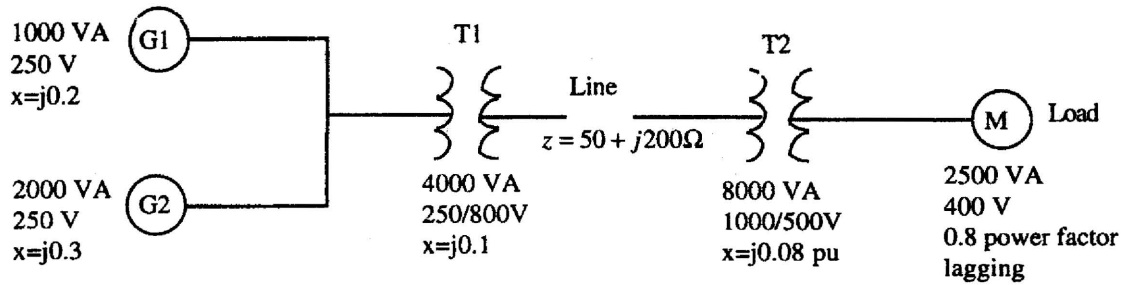 1000 VA
250 V
x=j0.2
G1
2000 VA
250 V
x=j0.3
G2
T1
4000 VA
250/800V
x=j0.1
Line
z = 50 + j200Ω
T2
8000 VA
1000/500V
x=j0.08 pu
M
Load
2500 VA
400 V
0.8 power factor
lagging